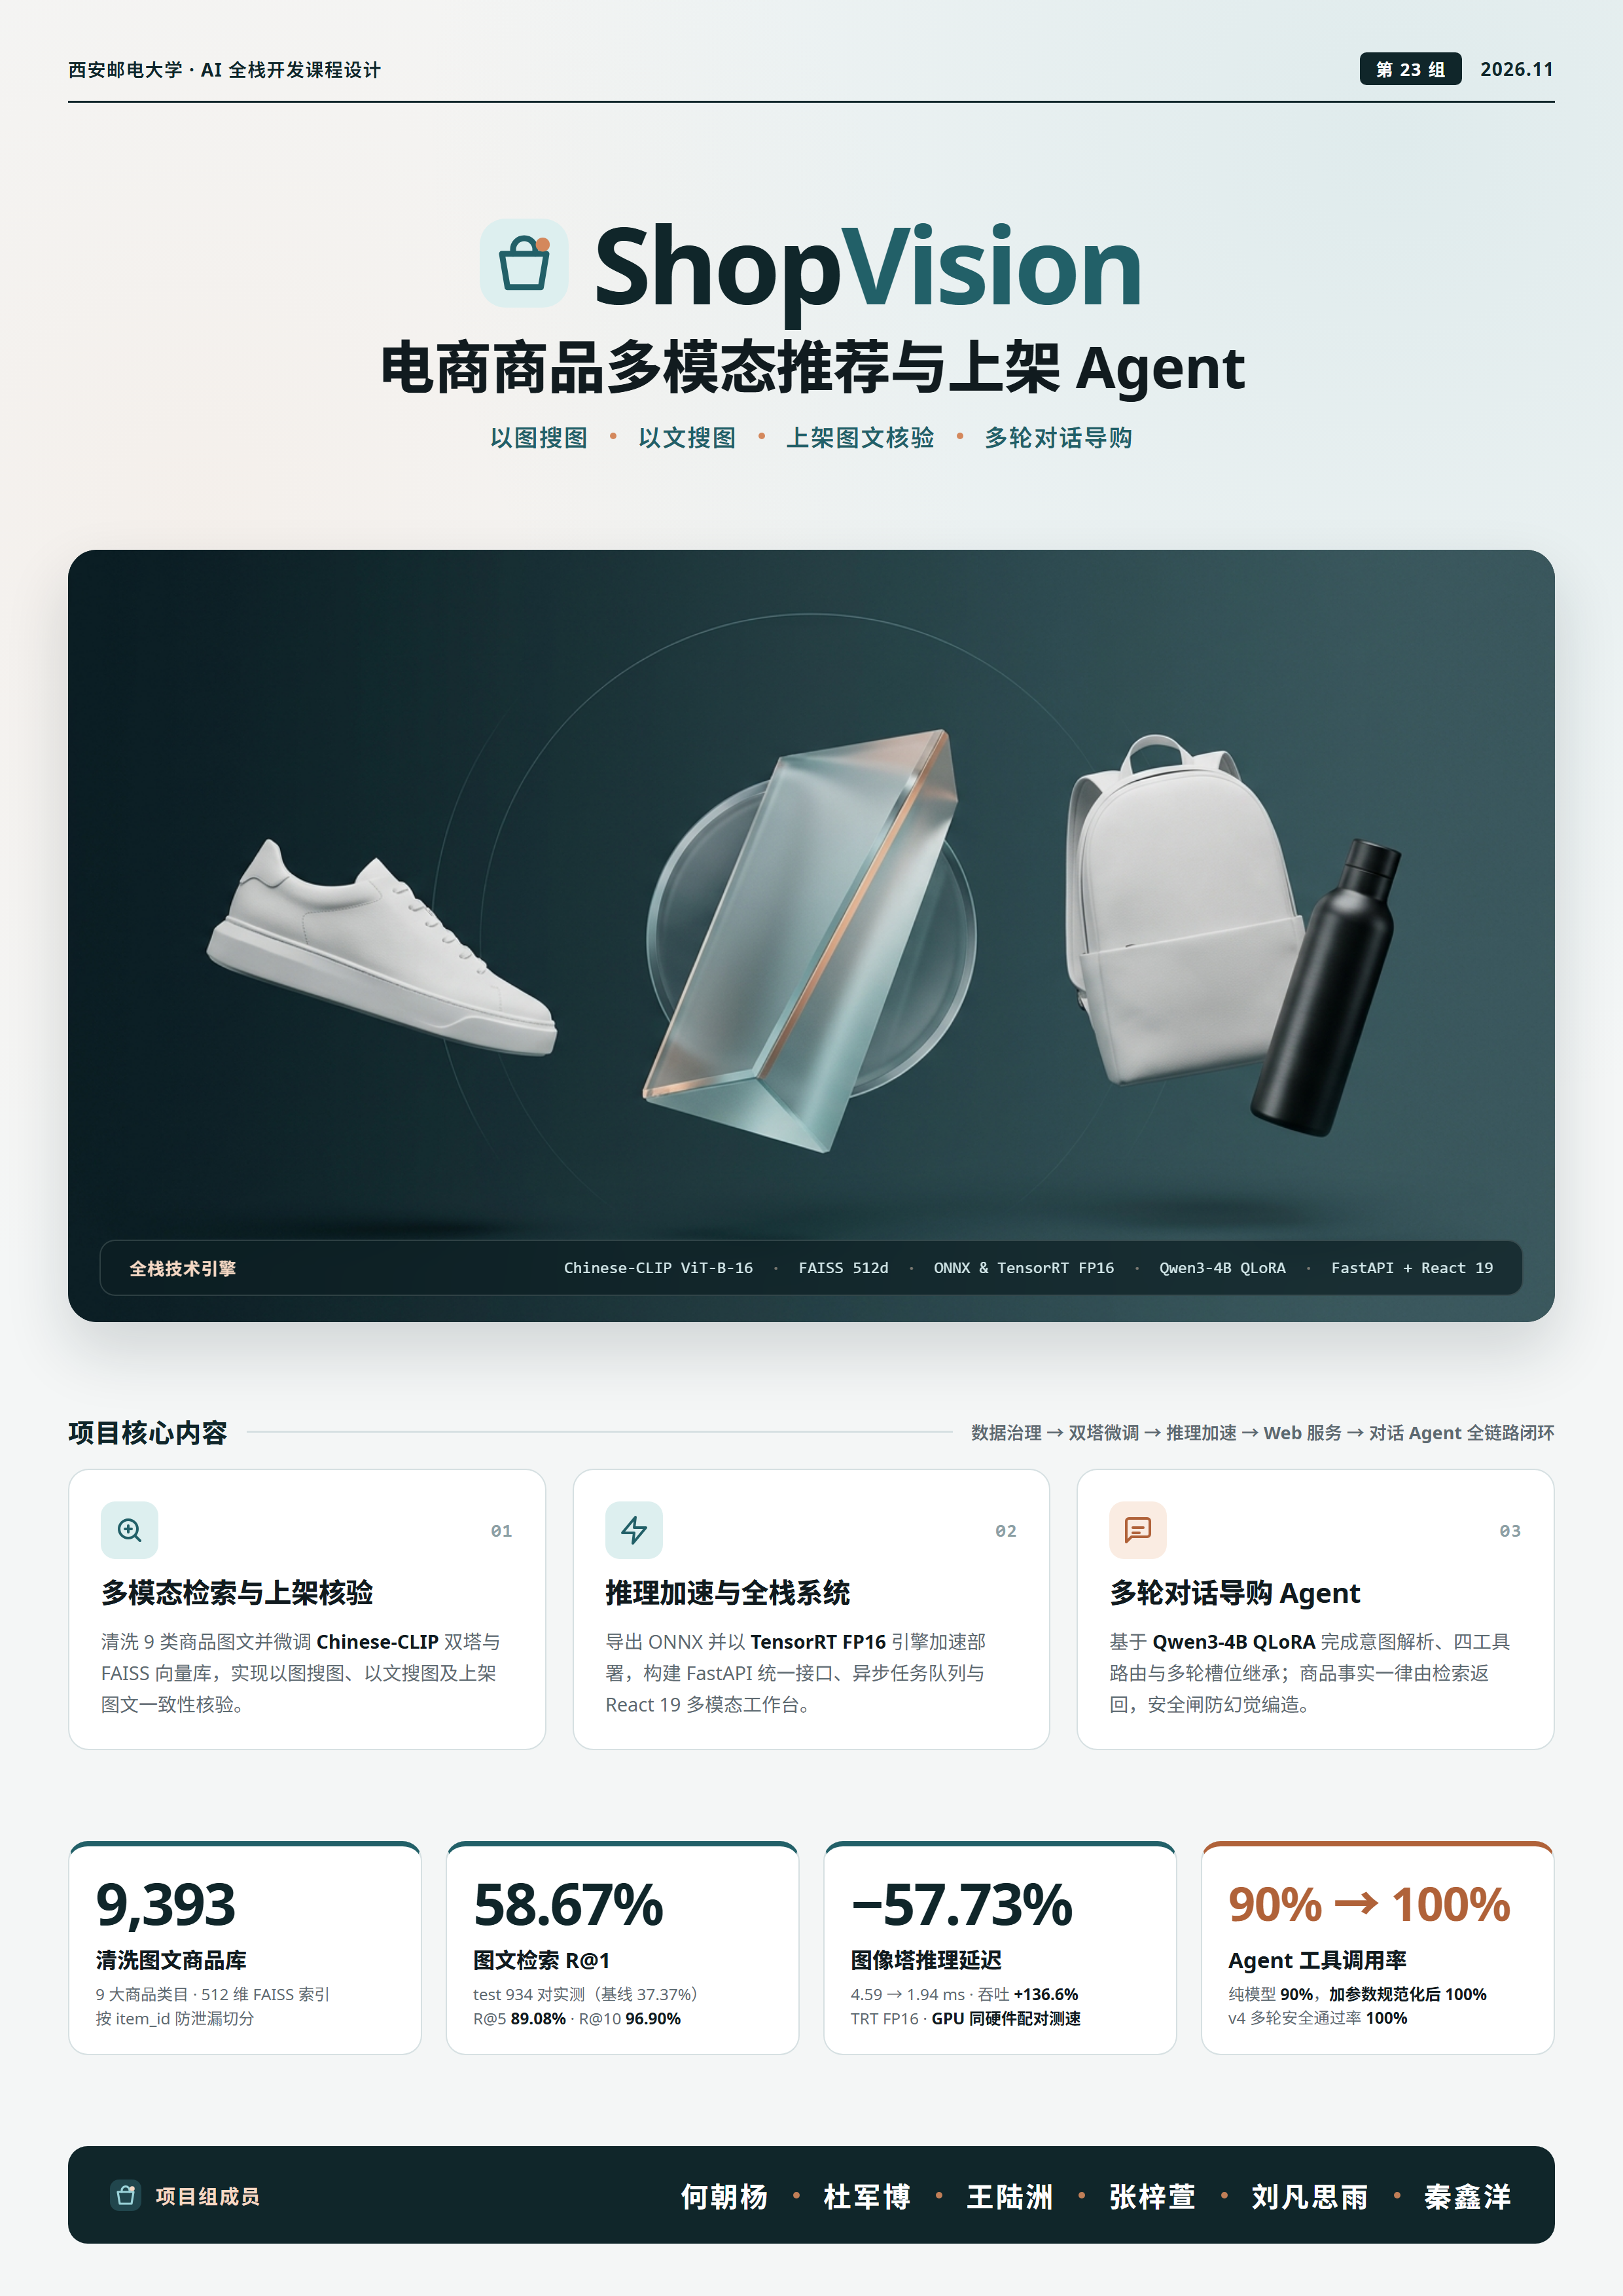 西安邮电大学 · AI 全栈开发课程设计
第 23 组
2026.11
ShopVision
电商商品多模态推荐与上架 Agent
以图搜图 • 以文搜图 • 上架图文核验 • 多轮对话导购
全栈技术引擎
Chinese-CLIP ViT-B-16 · FAISS 512d · ONNX & TensorRT FP16 · Qwen3-4B QLoRA · FastAPI + React 19
项目核心内容
数据治理 → 双塔微调 → 推理加速 → Web 服务 → 对话 Agent 全链路闭环
01
多模态检索与上架核验
清洗 9 类商品图文并微调 Chinese-CLIP 双塔与
FAISS 向量库，实现以图搜图、以文搜图及上架
图文一致性核验。
02
推理加速与全栈系统
导出 ONNX 并以 TensorRT FP16 引擎加速部
署，构建 FastAPI 统一接口、异步任务队列与
React 19 多模态工作台。
03
多轮对话导购 Agent
基于 Qwen3-4B QLoRA 完成意图解析、四工具
路由与多轮槽位继承；商品事实一律由检索返
回，安全闸防幻觉编造。
9,393
清洗图文商品库
9 大商品类目 · 512 维 FAISS 索引
按 item_id 防泄漏切分
58.67%
图文检索 R@1
test 934 对实测（基线 37.37%）
R@5 89.08% · R@10 96.90%
−57.73%
图像塔推理延迟
4.59 → 1.94 ms · 吞吐 +136.6%
TRT FP16 · GPU 同硬件配对测速
90% → 100%
Agent 工具调用率
纯模型 90%，加参数规范化后 100%
v4 多轮安全通过率 100%
项目组成员
何朝杨 • 杜军博 • 王陆洲 • 张梓萱 • 刘凡思雨 • 秦鑫洋